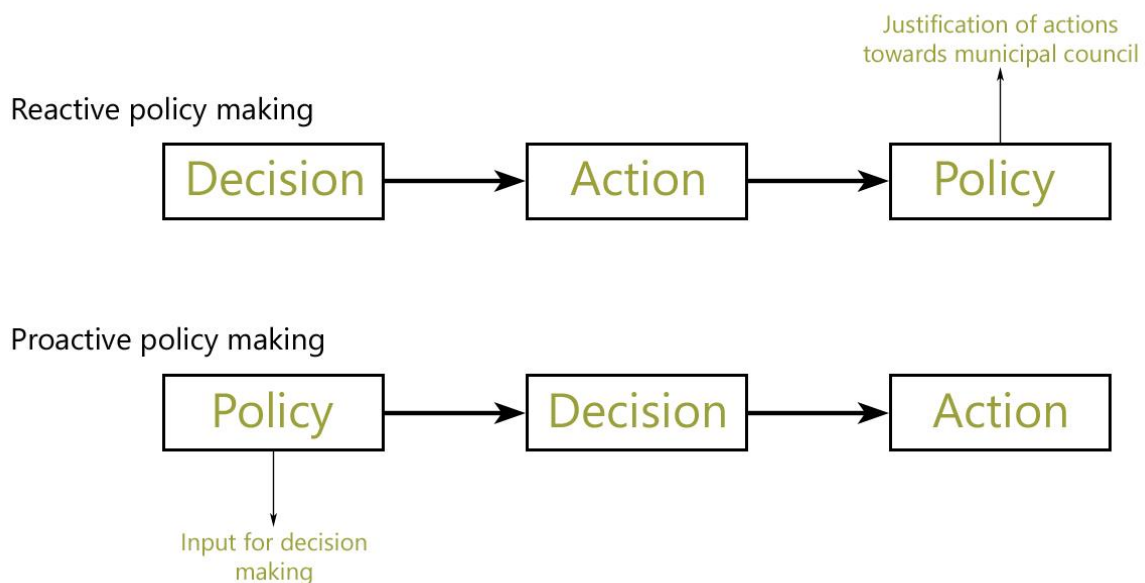 Justification of actions
towards municipal council
Reactive policy making
Decision
Action
Policy
Proactive policy making
Policy
Decision
Action
Input for decision
making